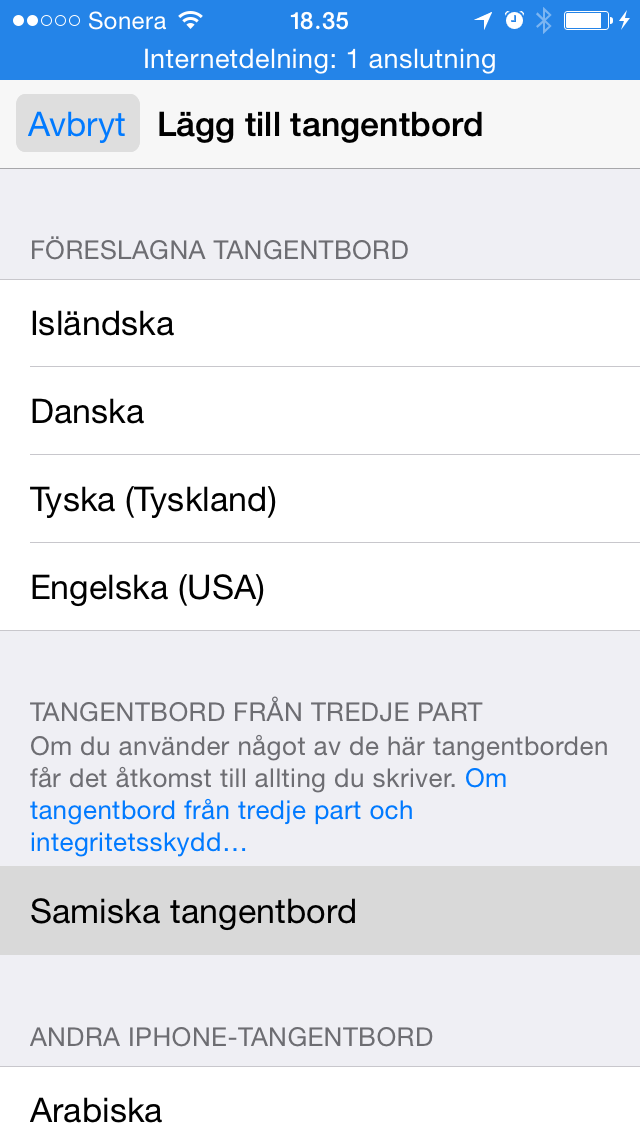 Sonera 18.35
Internetdelning: 1 anslutning
Avbryt Lägg till tangentbord
FÖRESLAGNA TANGENTBORD
Isländska
Danska
Tyska (Tyskland)
Engelska (USA)
TANGENTBORD FRÅN TREDJE PART
Om du använder något av de här tangentborden
får det åtkomst till allting du skriver. Om
tangentbord från tredje part och
integritetsskydd…
Samiska tangentbord
ANDRA IPHONE-TANGENTBORD
Arabiska